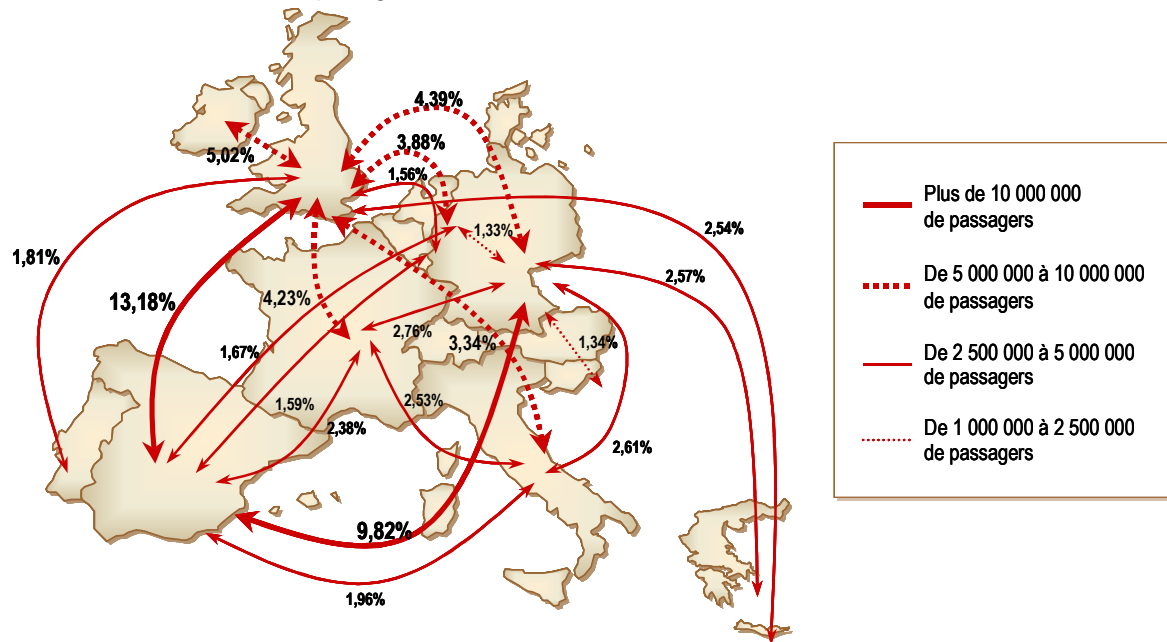 4,39%
3,88%
5,02%
1,56%
1,33%
2,54%
1,81%
2,57%
13,18%
4,23%
2,76%
3,34%
1,34%
1,67%
1,59%
2,53%
2,38%
2,61%
9,82%
1,96%
Plus de 10 000 000
de passagers
De 5 000 000 à 10 000 000
de passagers
De 2 500 000 à 5 000 000
de passagers
De 1 000 000 à 2 500 000
de passagers